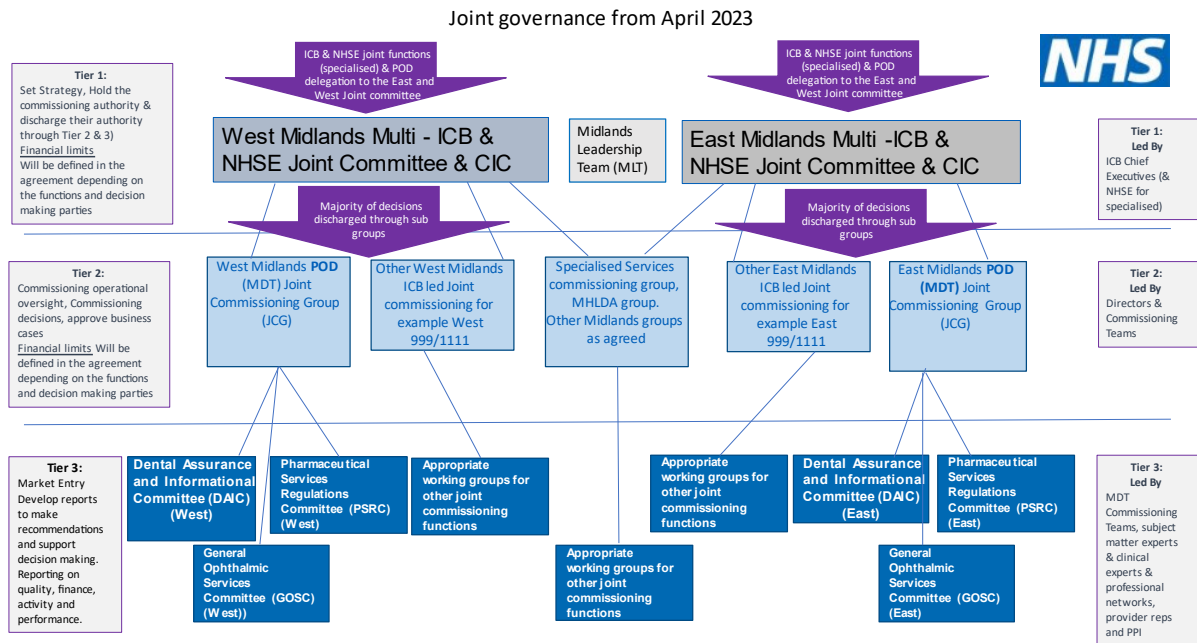 Joint governance from April 2023
ICB & NHSE joint functions
(specialised) & POD
delegation to the East and
West Joint committee
ICB & NHSE joint functions
(specialised) & POD
delegation to the East and
West Joint committee
NHS
Tier 1:
Set Strategy, Hold the
commissioning authority &
discharge their authority
through Tier 2 & 3)
Financial limits
Will be defined in the
agreement depending on
the functions and decision
making parties
West Midlands Multi - ICB &
NHSE Joint Committee & CIC
Midlands
Leadership
Team (MLT)
East Midlands Multi -ICB &
NHSE Joint Committee & CIC
Tier 1:
Led By
ICB Chief
Executives (&
NHSE for
specialised)
Majority of decisions
discharged through sub
groups
Majority of decisions
discharged through sub
groups
Tier 2:
Commissioning operational
oversight, Commissioning
decisions, approve business
cases
Financial limits Will be
defined in the agreement
depending on the functions
and decision making parties
West Midlands POD
(MDT) Joint
Commissioning Group
(JCG)
Other West Midlands
ICB led Joint
commissioning for
example West
999/1111
Specialised Services
commissioning group,
MHLDA group.
Other Midlands groups
as agreed
Other East Midlands
ICB led Joint
commissioning for
example East
999/1111
East Midlands POD
(MDT) Joint
Commissioning Group
(JCG)
Tier 2:
Led By
Directors &
Commissioning
Teams
Tier 3:
Market Entry
Develop reports
to make
recommendations
and support
decision making.
Reporting on
quality, finance,
activity and
performance.
Dental Assurance
and Informational
Committee (DAIC)
(West)
Pharmaceutical
Services
Regulations
Committee (PSRC)
(West)
Appropriate
working groups for
other joint
commissioning
functions
Appropriate
working groups for
other joint
commissioning
functions
Dental Assurance
and Informational
Committee (DAIC)
(East)
Pharmaceutical
Services
Regulations
Committee (PSRC)
(East)
General
Ophthalmic
Services
Committee (GOSC)
(West))
Appropriate
working groups for
other joint
commissioning
functions
General
Ophthalmic
Services
Committee (GOSC)
(East)
Tier 3:
Led By
MDT
Commissioning
Teams, subject
matter experts
& clinical
experts &
professional
networks,
provider reps
and PPI